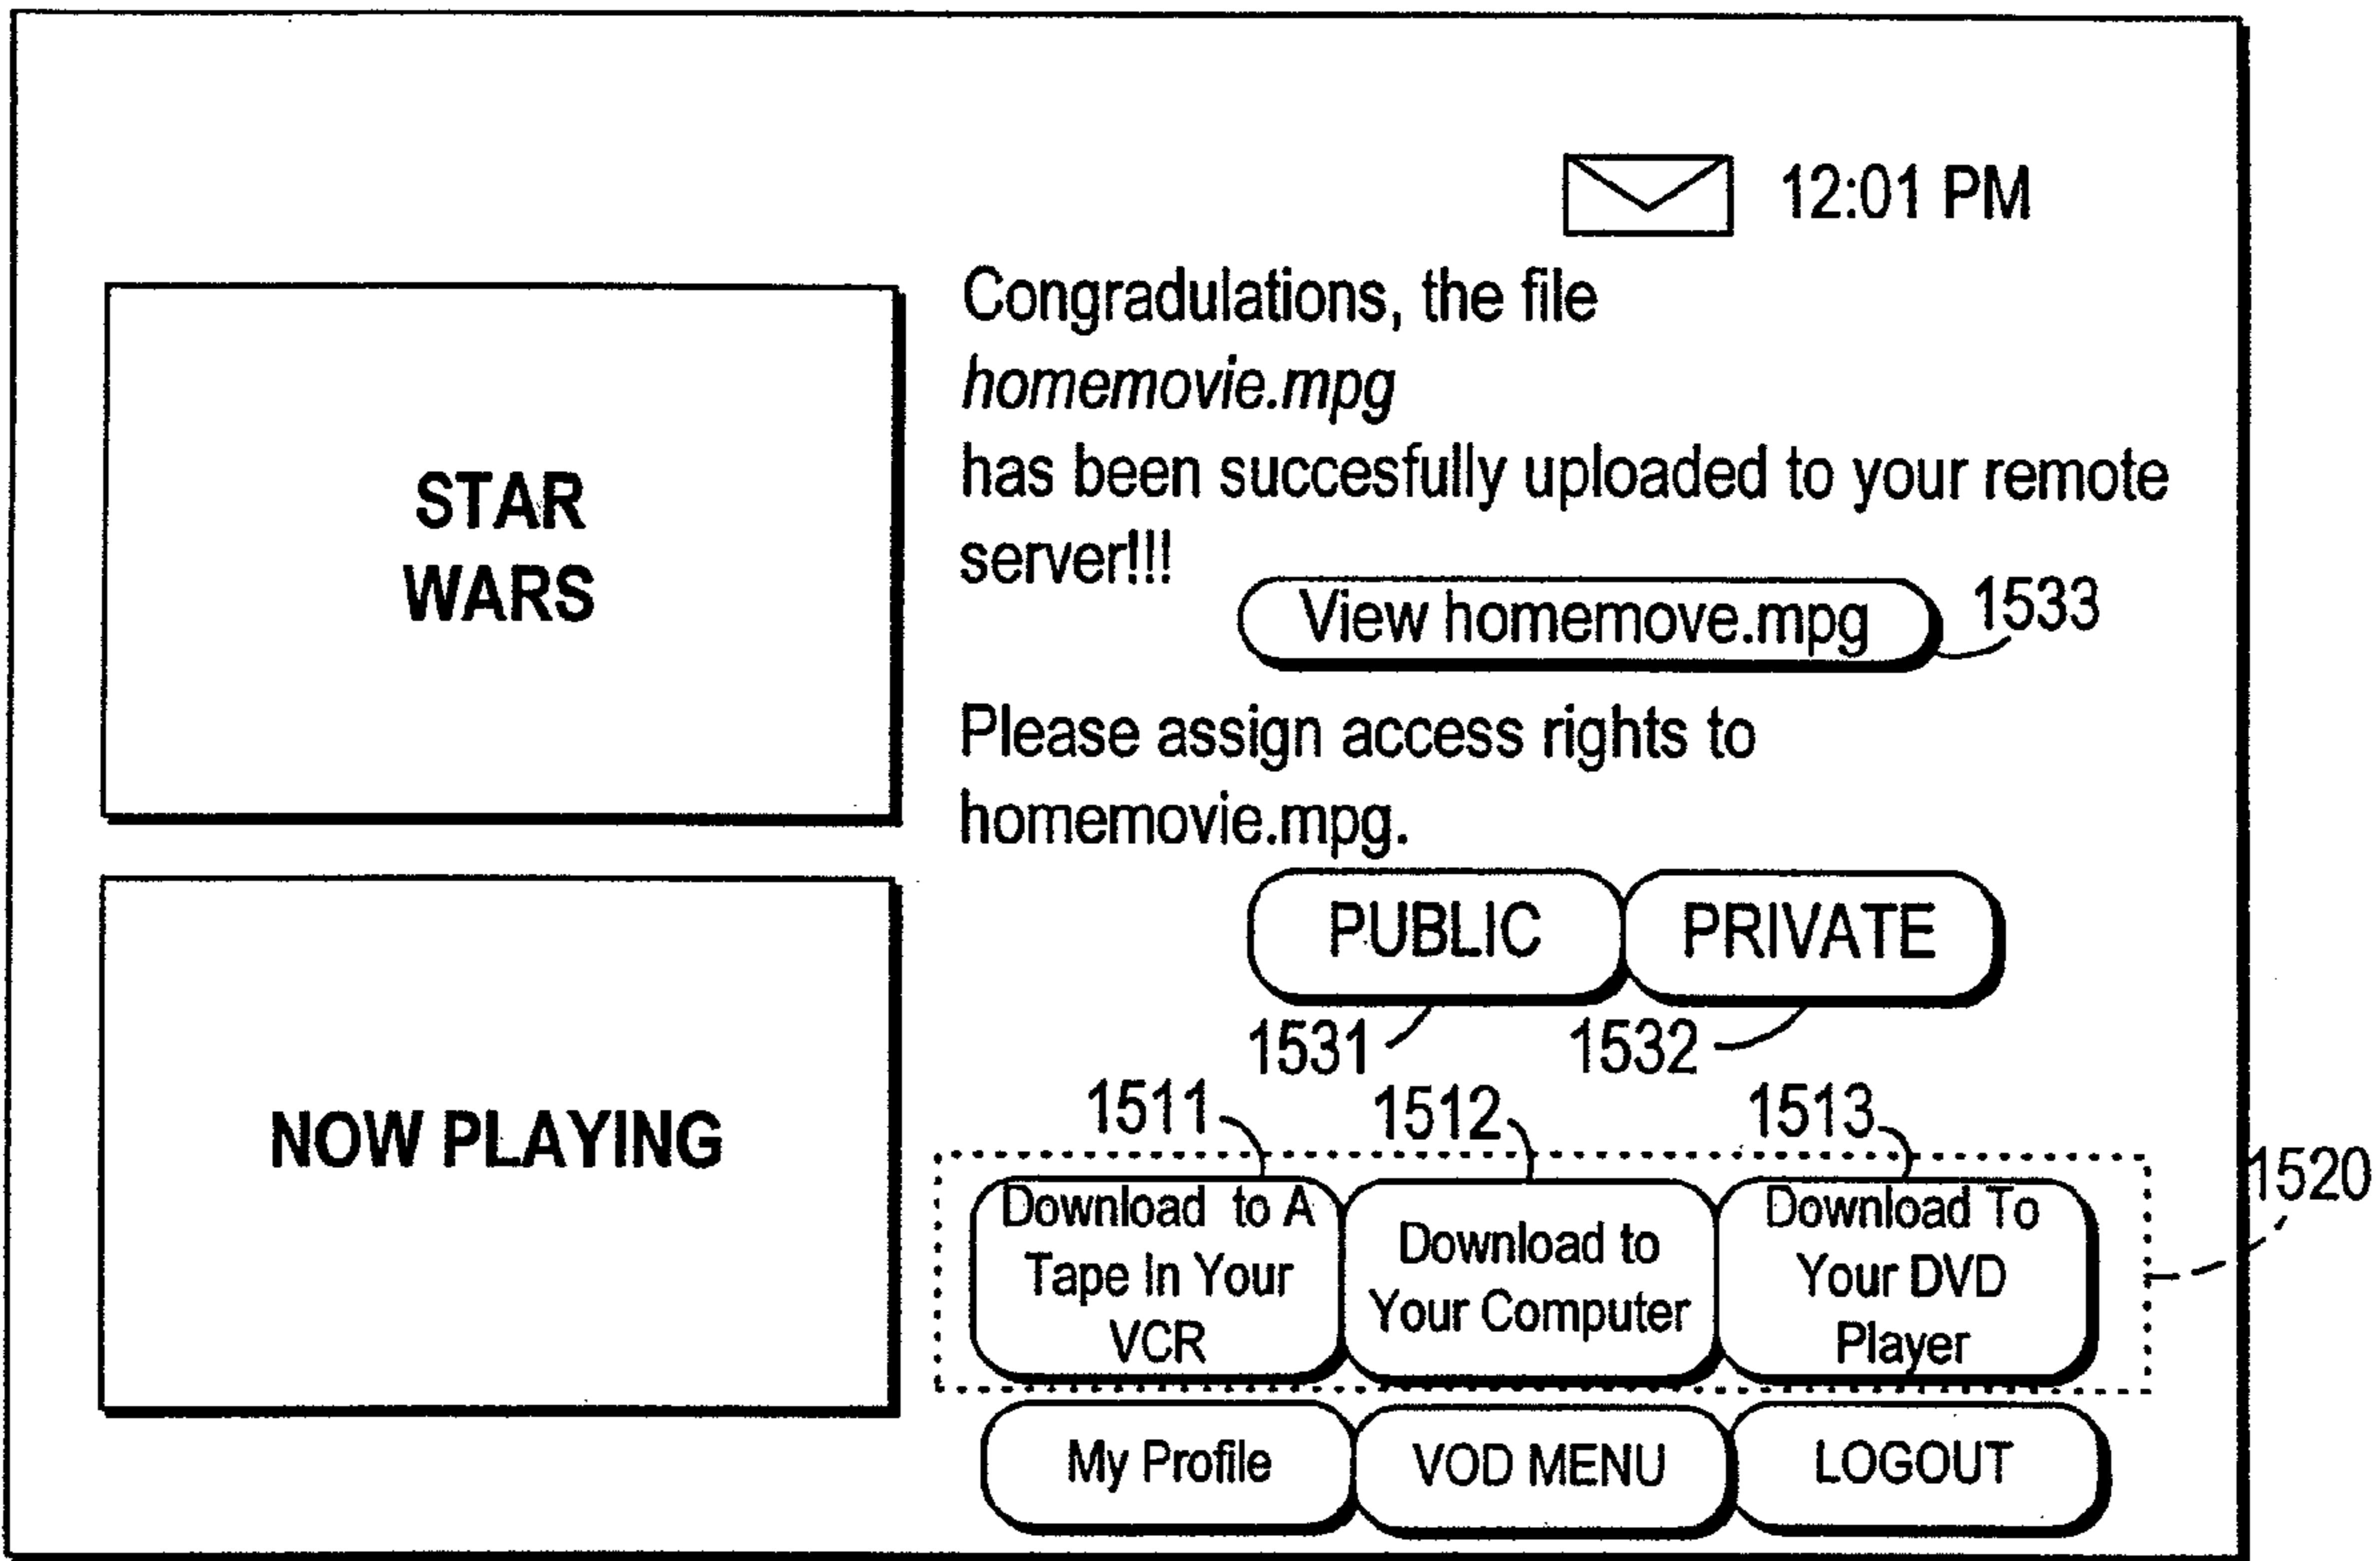 12:01 PM
STAR
WARS
Congradulations, the file
homemovie.mpg
has been succesfully uploaded to your remote
server!!!
View homemove.mpg
1533
Please assign access rights to
homemovie.mpg.
NOW PLAYING
PUBLIC
PRIVATE
1531
1532
1511
1512
1513
1520
Download to A
Tape In Your
VCR
Download to
Your Computer
Download To
Your DVD
Player
My Profile
VOD MENU
LOGOUT